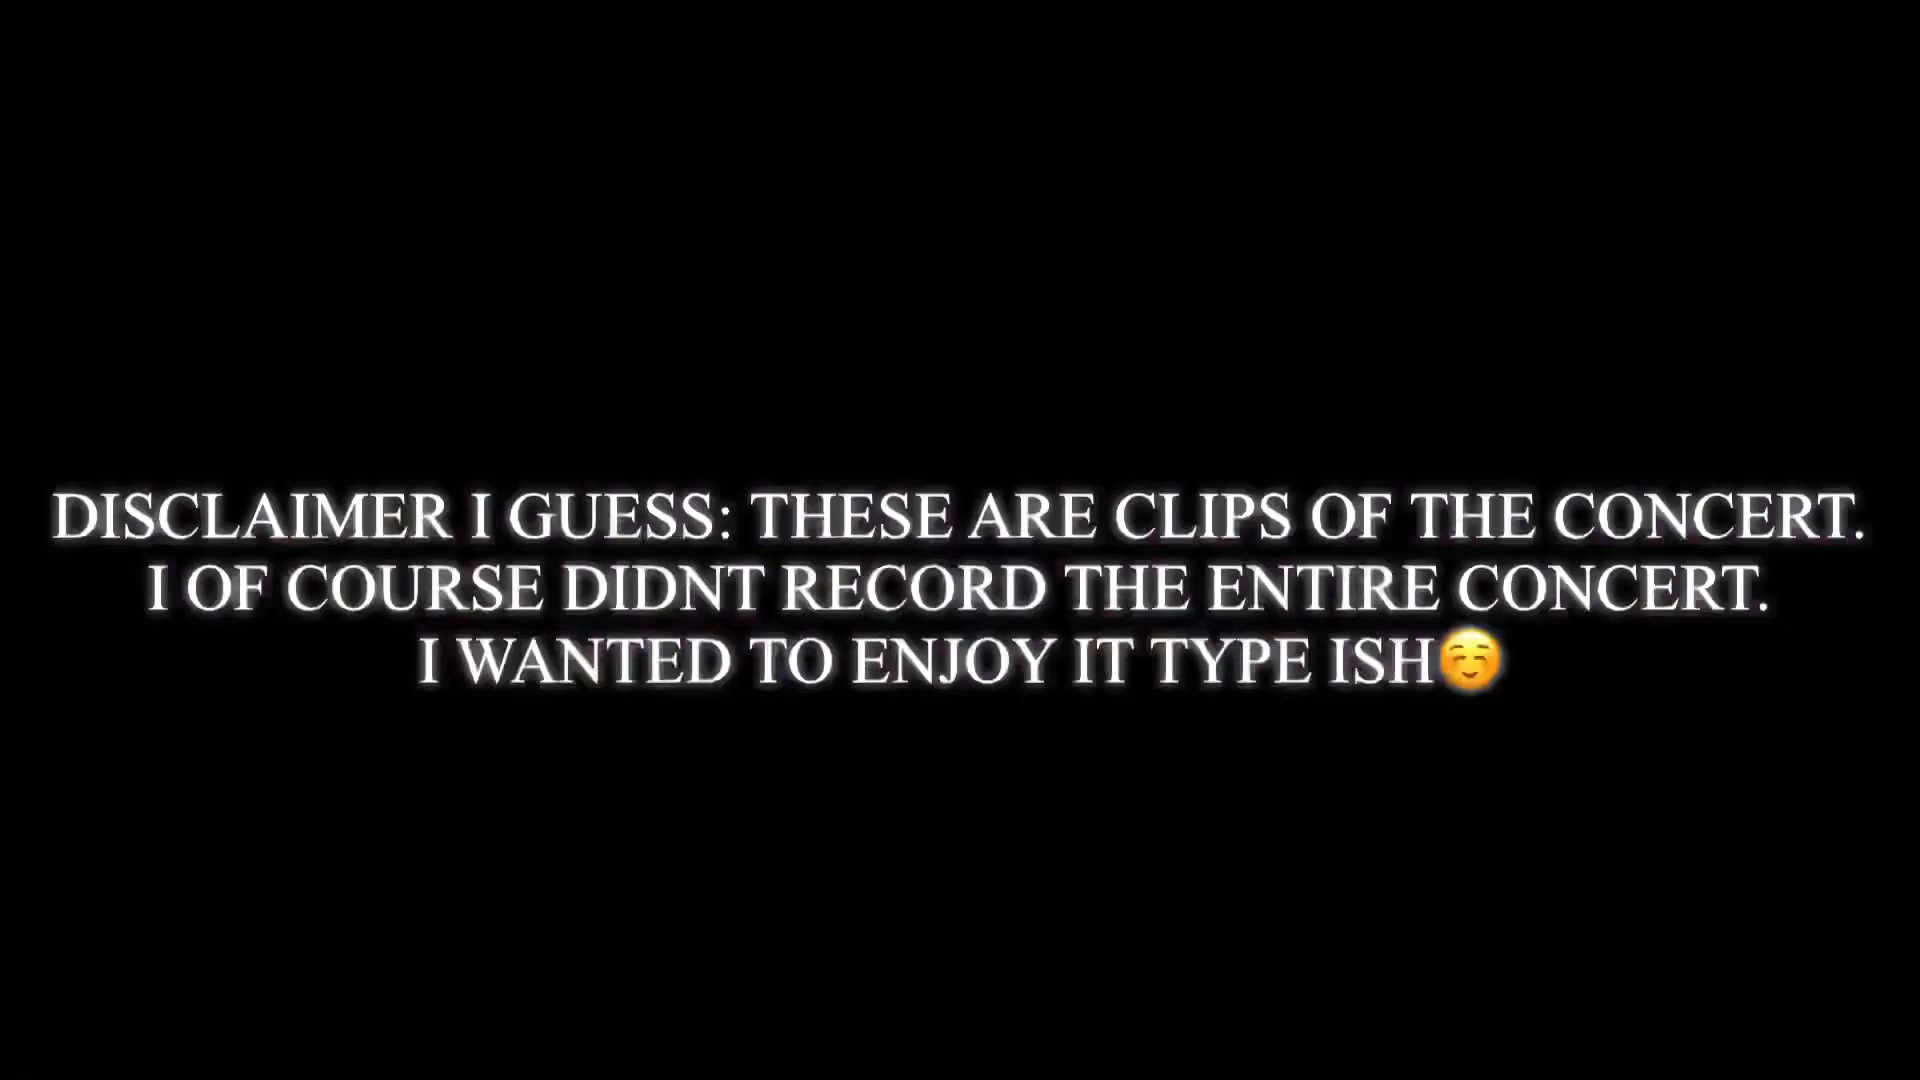 DISCLAIMER I GUESS: THESE ARE CLIPS OF THE CONCERT.
I OF COURSE DIDNT RECORD THE ENTIRE CONCERT.
I WANTED TO ENJOY IT TYPE ISH☺️